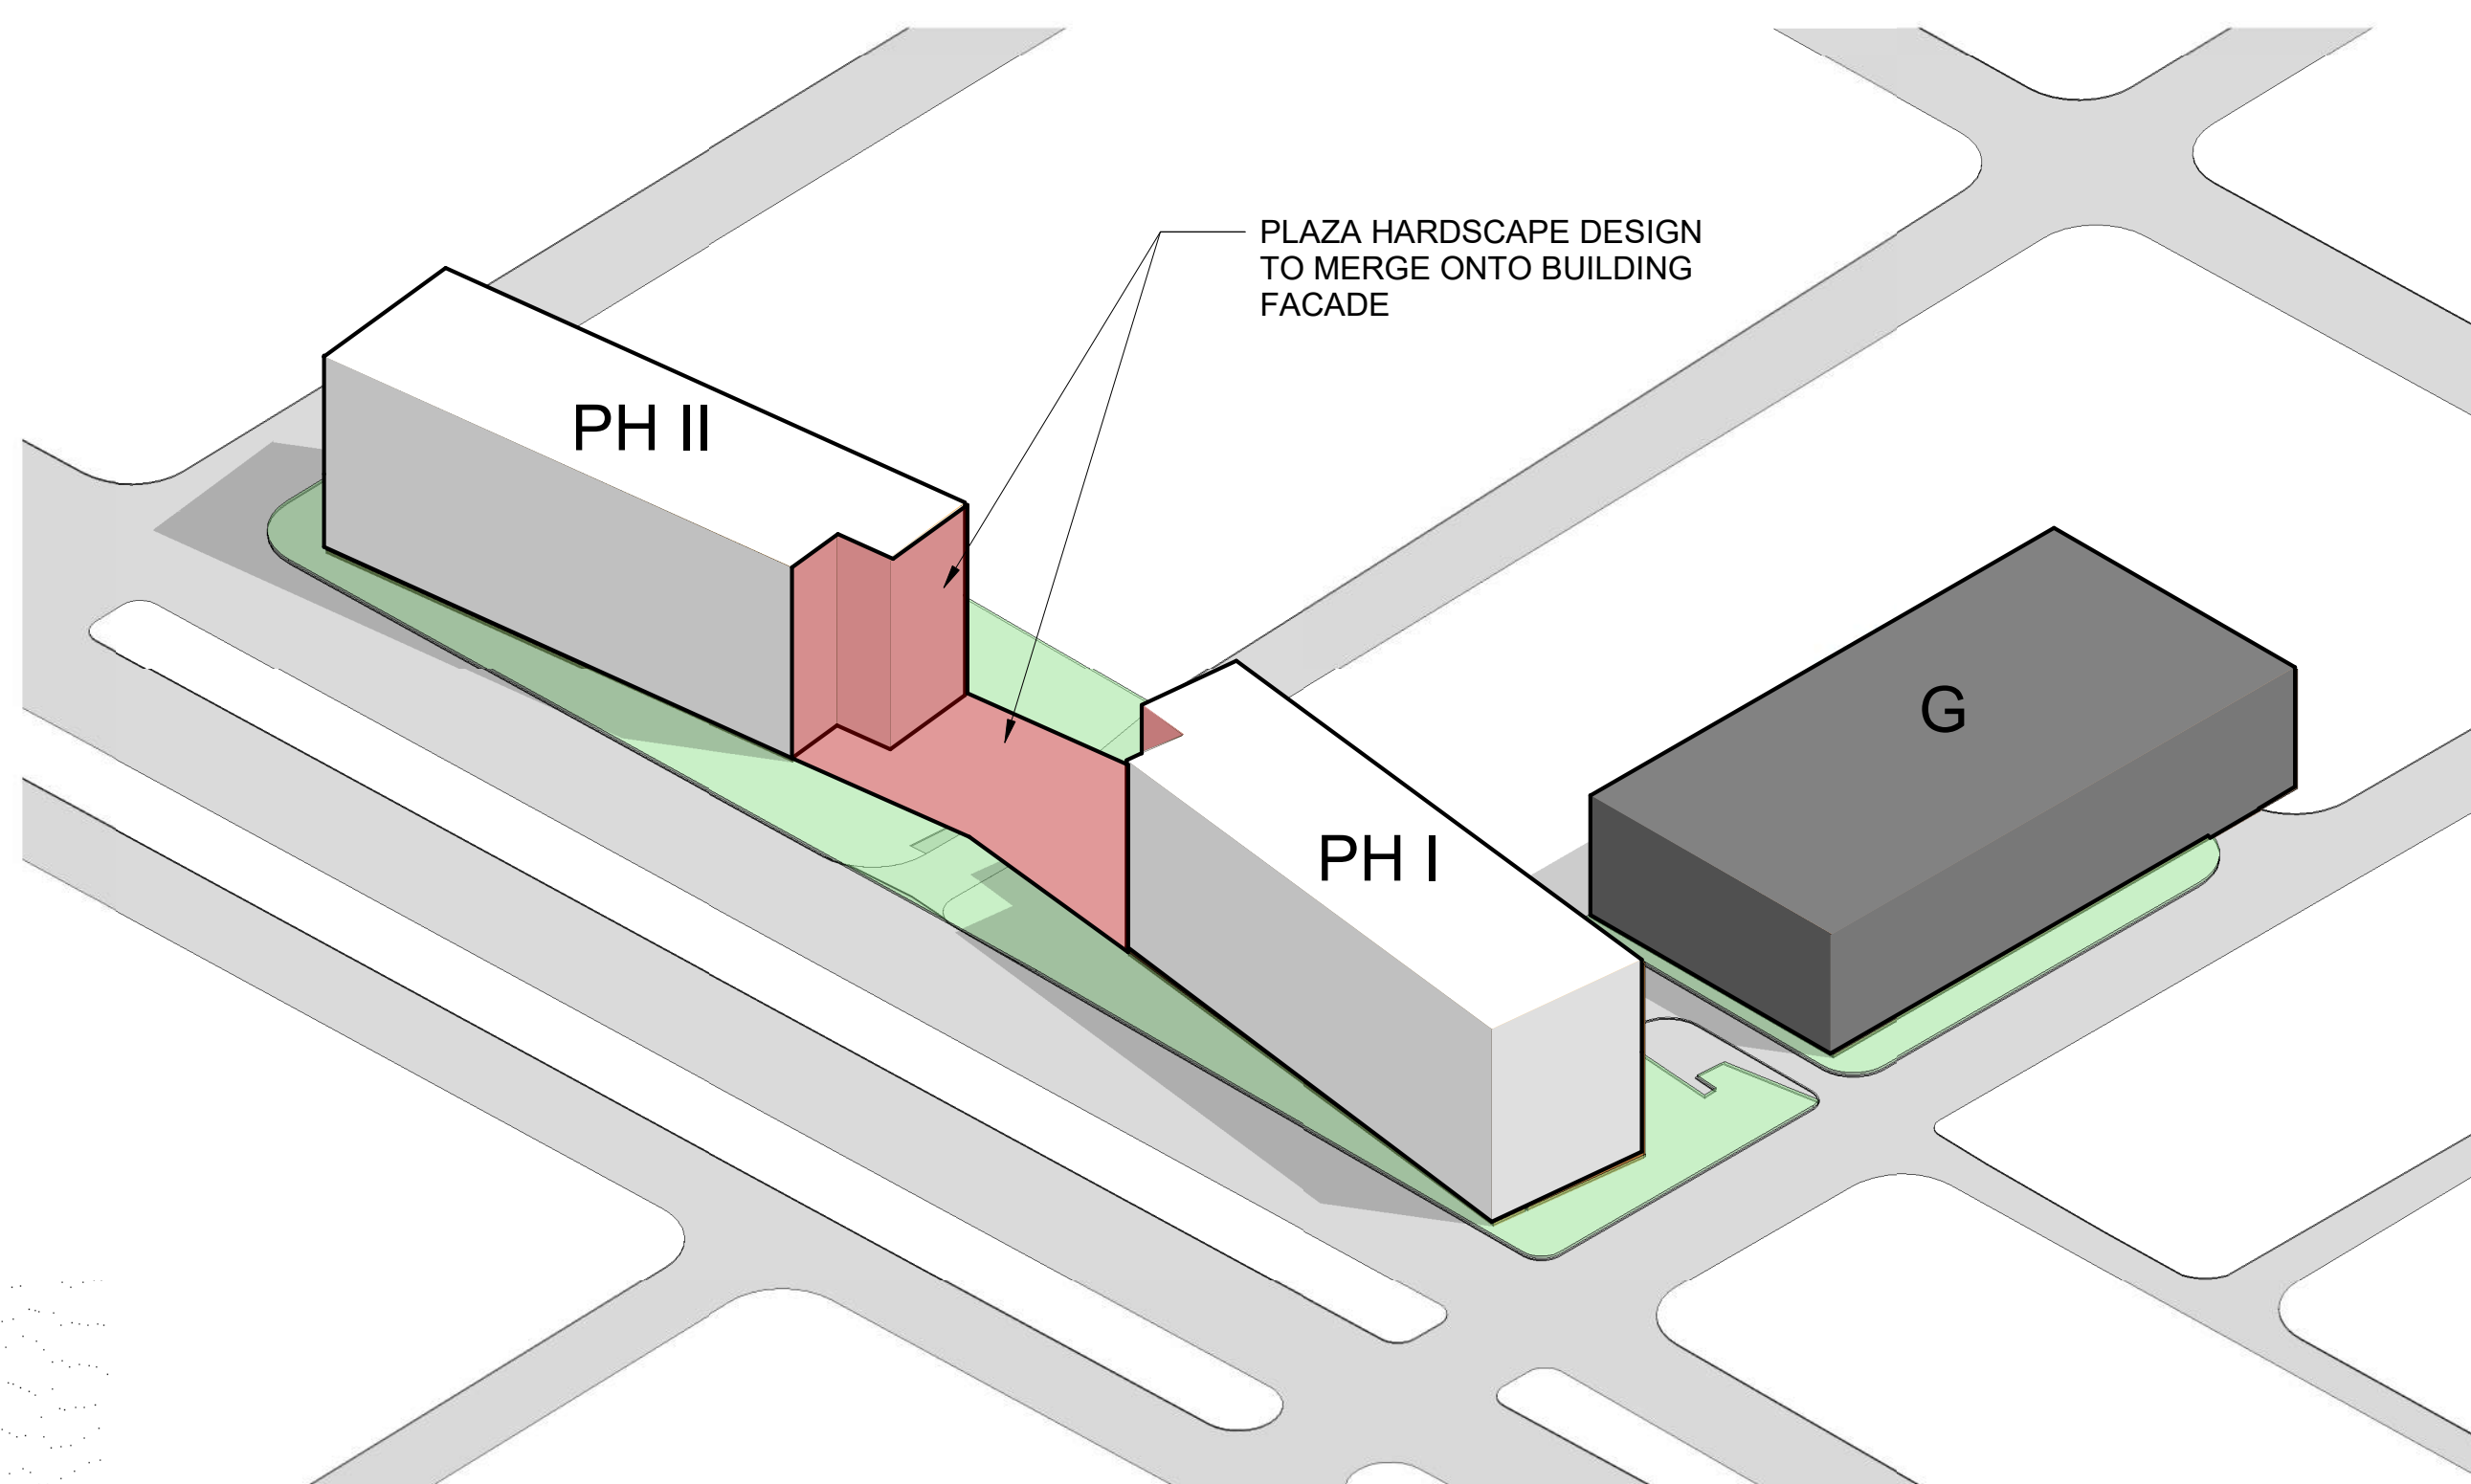 PLAZA HARDSCAPE DESIGN
TO MERGE ONTO BUILDING
FACADE
PH II
G
PH I